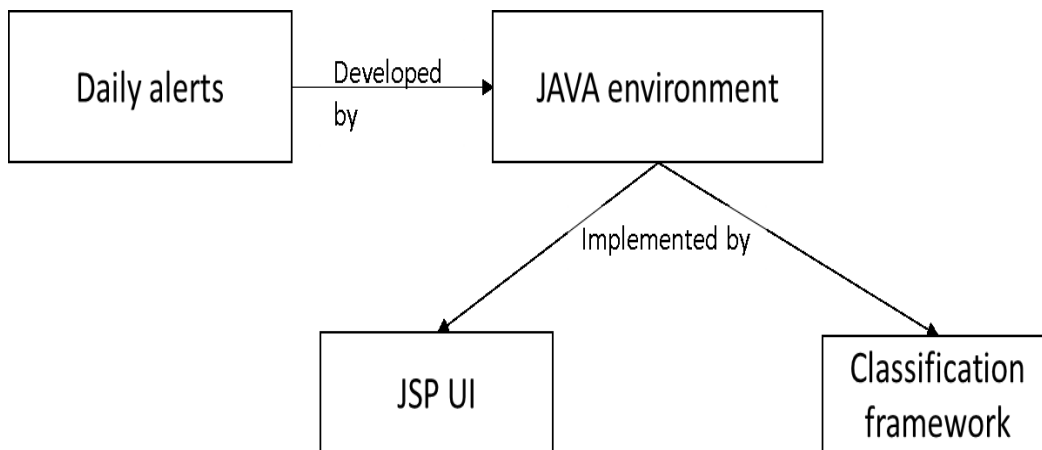 Daily alerts
Developed
by
JAVA environment
Implemented by
JSP UI
Classification
framework